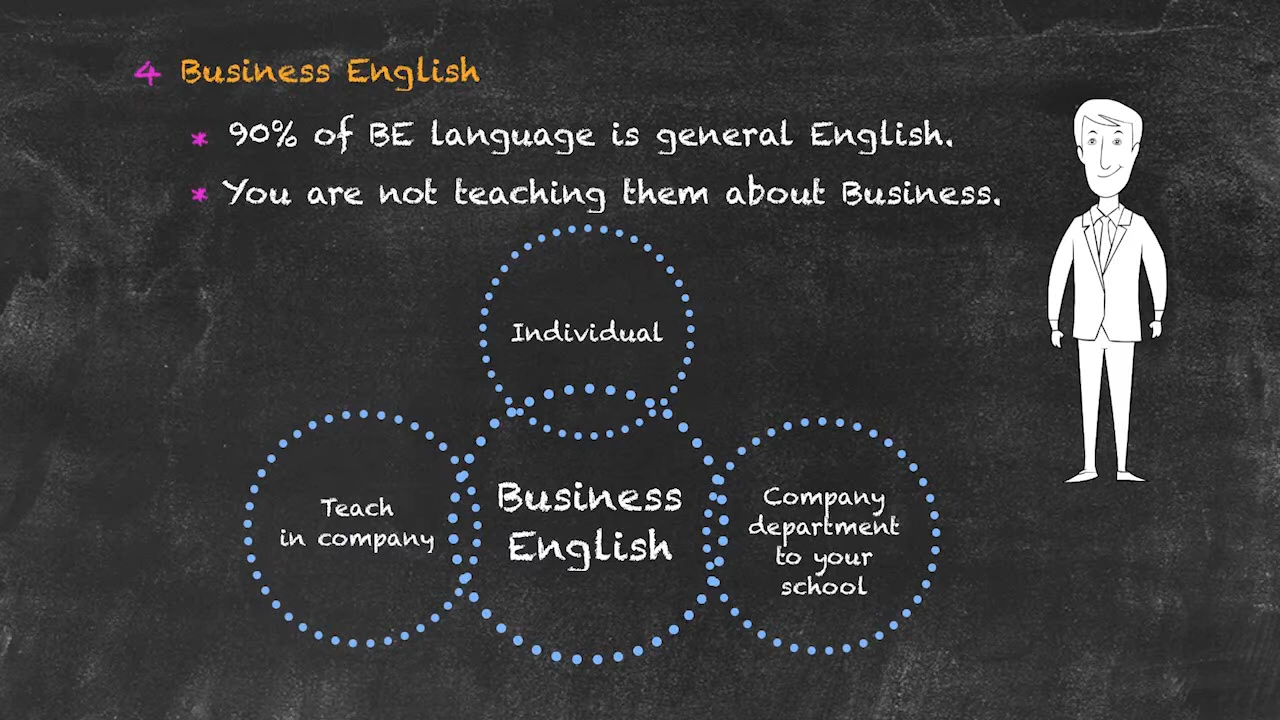 4 Business English
* 90% of BE language is general English.
* You are not teaching them about Business.
Individual
Teach
in company
Business
English
Company
department
to your
school